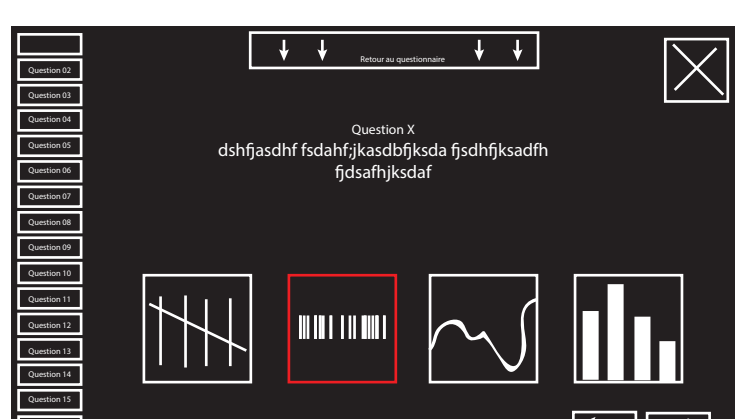 Retour au questionnaire
Question 02
Question 03
Question 04
Question 05
Question 06
Question 07
Question 08
Question 09
Question 10
Question 11
Question 12
Question 13
Question 14
Question 15
Question X
dshfjasdhf fsdahf;jkasdbfjksda fjsdhfjksadfh
fjdsafhjksdaf